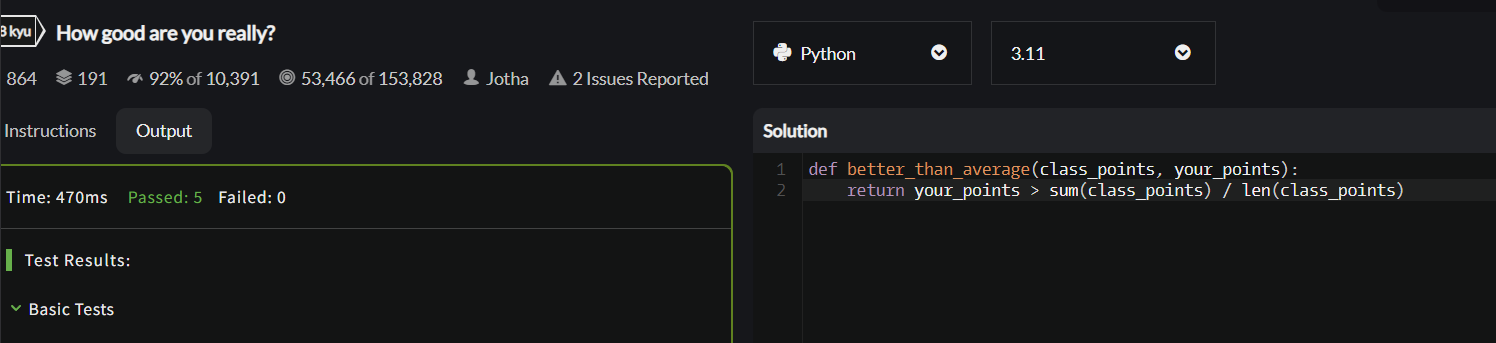 8 kyu How good are you really?
864 191 92% of 10,391 53,466 of 153,828 Jotha 2 Issues Reported
Python 3.11
Instructions Output
Time: 470ms Passed: 5 Failed: 0
Test Results:
Basic Tests
Solution
1 def better_than_average(class_points, your_points):
2 return your_points > sum(class_points) / len(class_points)